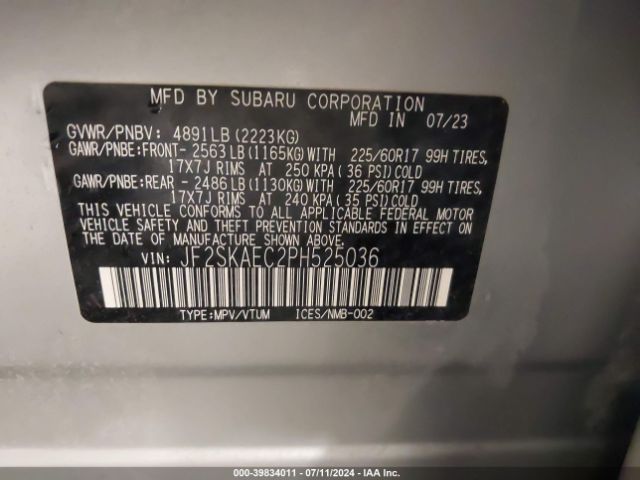 MFD BY SUBARU CORPORATION
MFD IN 07/23
GVWR/PNBV: 4891LB(2223KG)
GAWR/PNBE:FRONT- 2563LB(1165KG)WITH 225/60R17 99H TIRES,
17X7J RIMS AT 250 KPA(36 PSI)COLD
GAWR/PNBE:REAR - 2486LB(1130KG)WITH 225/60R17 99H TIRES,
17X7J RIMS AT 240 KPA(35 PSI)COLD
THIS VEHICLE CONFORMS TO ALL APPLICABLE FEDERAL MOTOR
VEHICLE SAFETY AND THEFT PREVENTION STANDARDS IN EFFECT
ON THE DATE OF MANUFACTURE SHOWN ABOVE.
VIN: JF2SKAEC2PH525036
TYPE:MPV/VTUM ICES/NMB-002
000-39834011 - 07/11/2024 - IAA Inc.